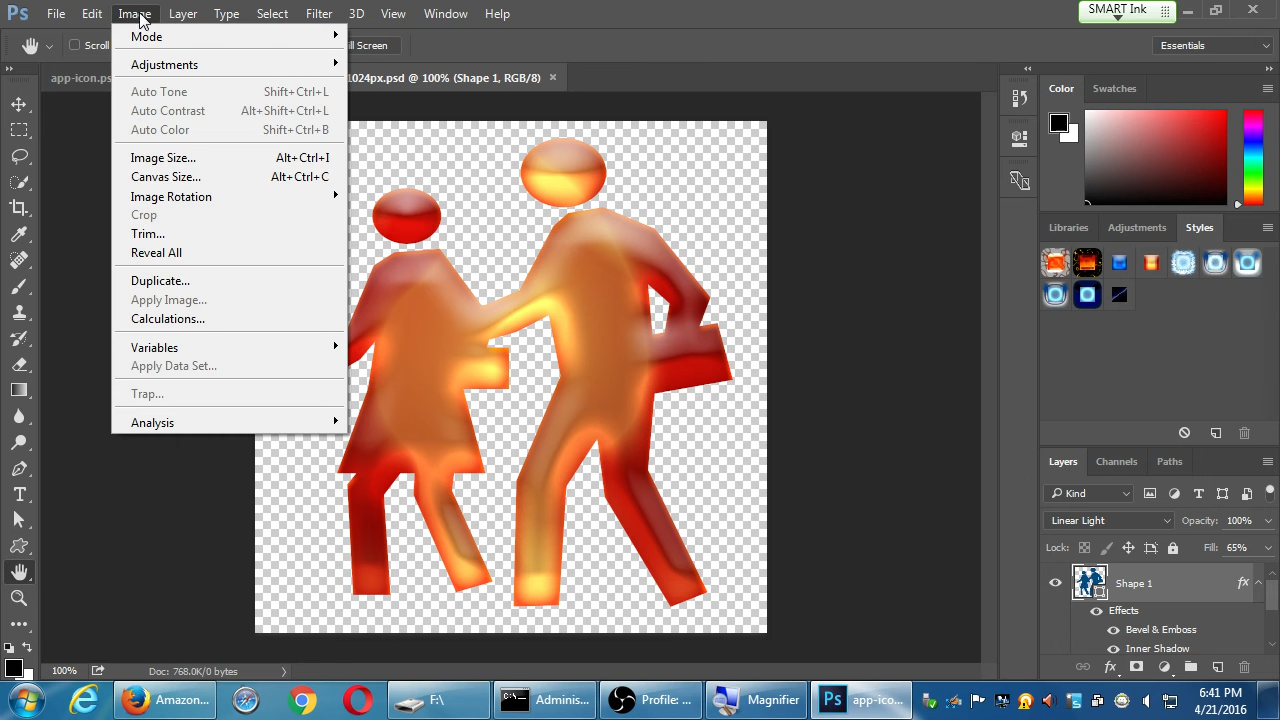 Ps File Edit Image Layer Type Select Filter 3D View Window Help
SMART Ink
Scroll
ll Screen
Essentials
app-icon.ps
1024px.psd @ 100% (Shape 1, RGB/8) ×
Mode
Adjustments
Auto Tone Shift+Ctrl+L
Auto Contrast Alt+Shift+Ctrl+L
Auto Color Shift+Ctrl+B
Image Size... Alt+Ctrl+I
Canvas Size... Alt+Ctrl+C
Image Rotation
Crop
Trim...
Reveal All
Duplicate...
Apply Image...
Calculations...
Variables
Apply Data Set...
Trap...
Analysis
Color Swatches
Libraries Adjustments Styles
Layers Channels Paths
Kind
Linear Light Opacity: 100%
Lock: Fill: 65%
Shape 1 fx
Effects
Bevel & Emboss
Inner Shadow
fx
100% Doc: 768.0K/0 bytes
Amazon... F:\ Adminis... Profile: ... Magnifier Ps app-ico...
6:41 PM
4/21/2016